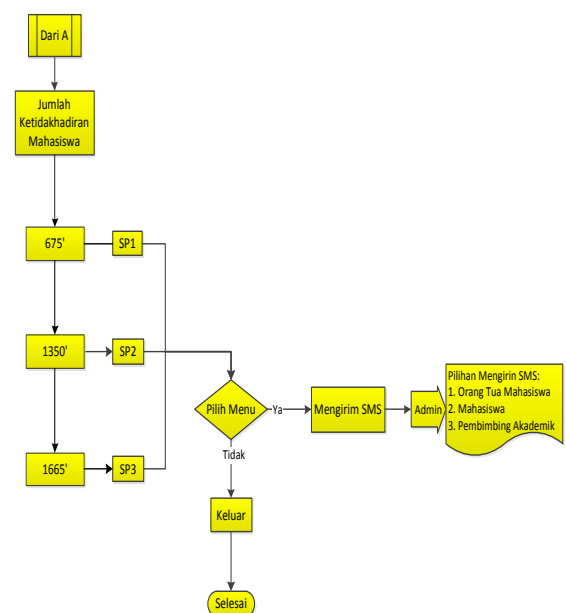 Dari A
Jumlah
Ketidakhadiran
Mahasiswa
675'
SP1
1350'
SP2
1665'
SP3
Pilih Menu
Ya
Mengirim SMS
Admin
Pilihan Mengirin SMS:
1. Orang Tua Mahasiswa
2. Mahasiswa
3. Pembimbing Akademik
Tidak
Keluar
Selesai